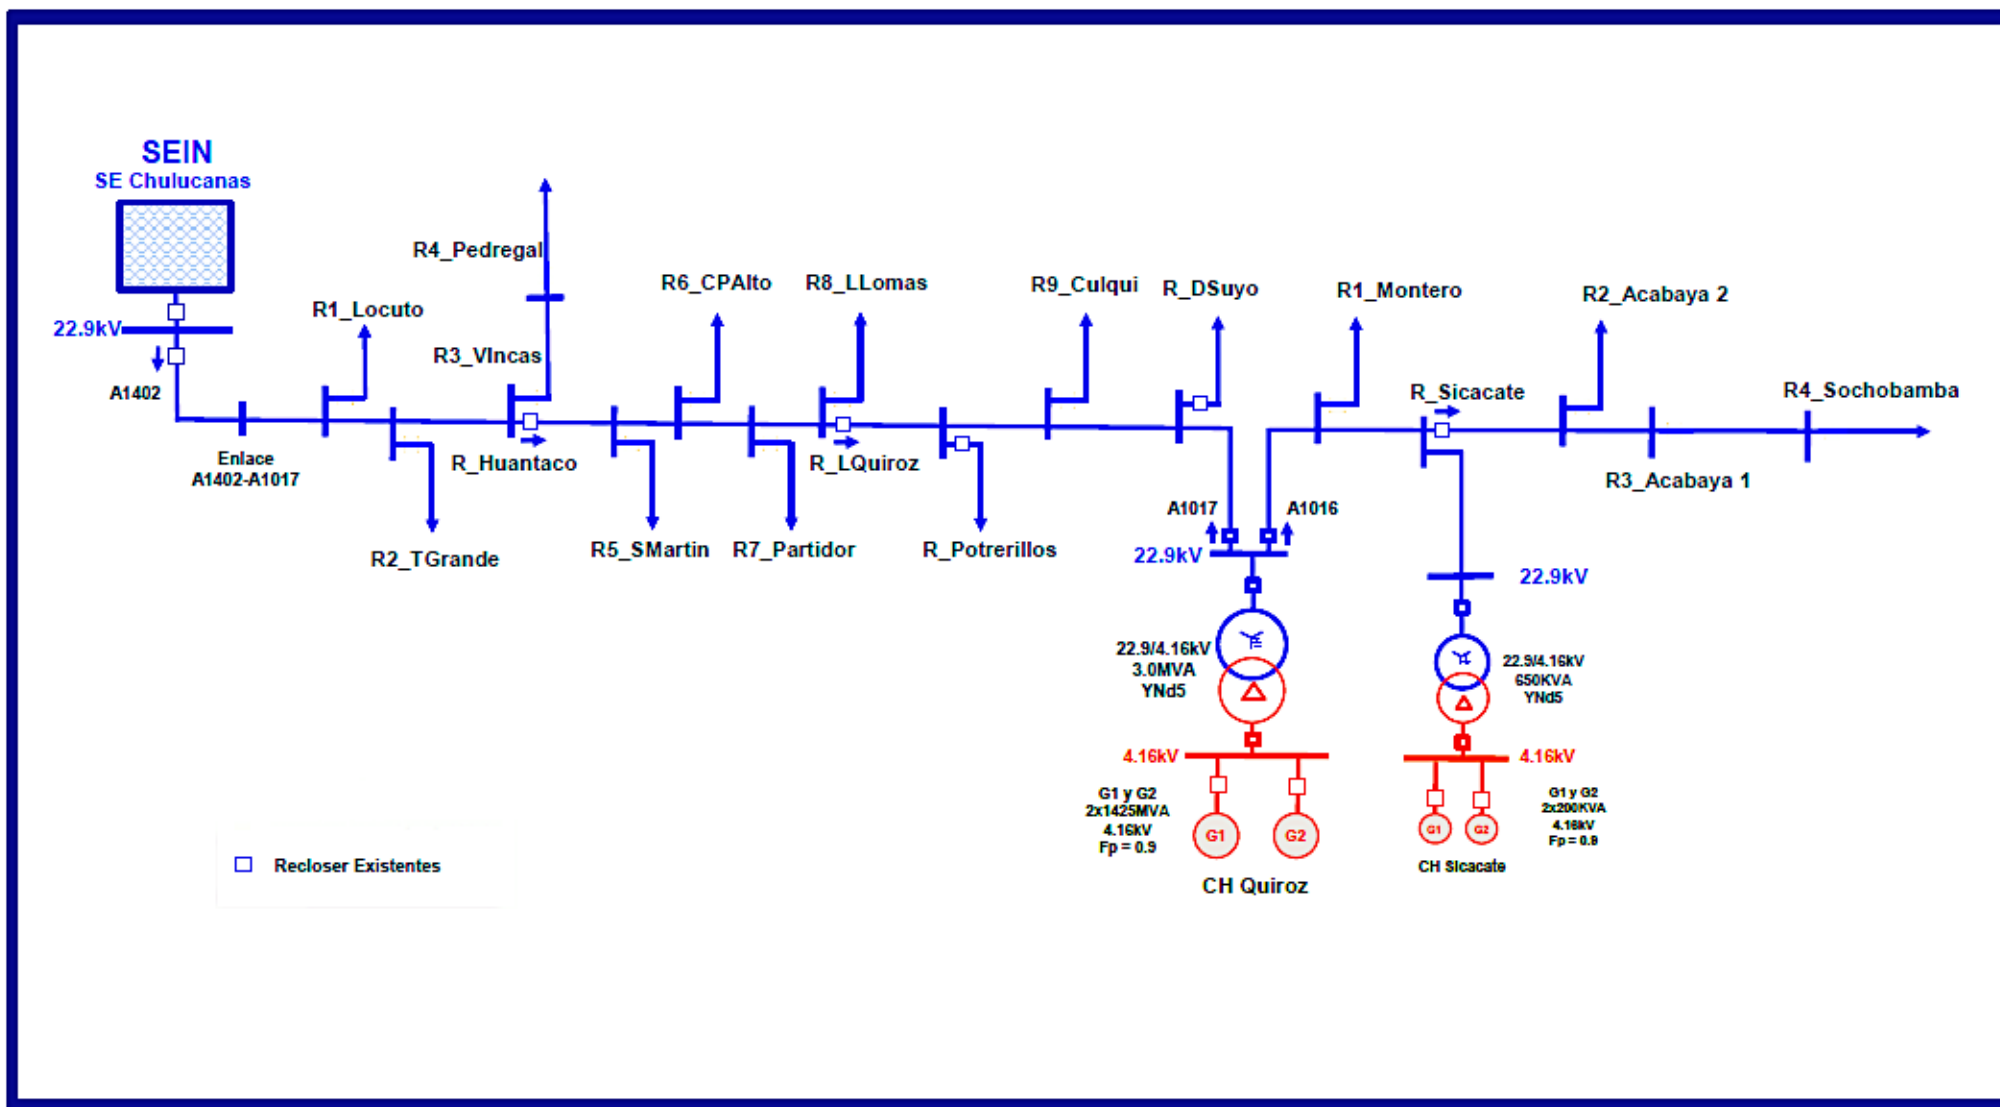 SEIN
SE Chulucanas
22.9kV
A1402
Enlace
A1402-A1017
R1_Locuto
R2_TGrande
R4_Pedregal
R3_VIncas
R_Huantaco
R5_SMartin
R6_CPAlto
R7_Partidor
R8_LLomas
R_LQuiroz
R_Potrerillos
R9_Culqui
R_DSuyo
A1017
A1016
22.9kV
R1_Montero
R_Sicacate
R2_Acabaya 2
R3_Acabaya 1
R4_Sochobamba
22.9kV
22.9/4.16kV
3.0MVA
YNd5
22.9/4.16kV
650KVA
YNd5
4.16kV
4.16kV
G1 y G2
2x1425MVA
4.16kV
Fp = 0.9
G1
G2
CH Quiroz
G1
G2
CH Sicacate
G1 y G2
2x200KVA
4.16kV
Recloser Existentes